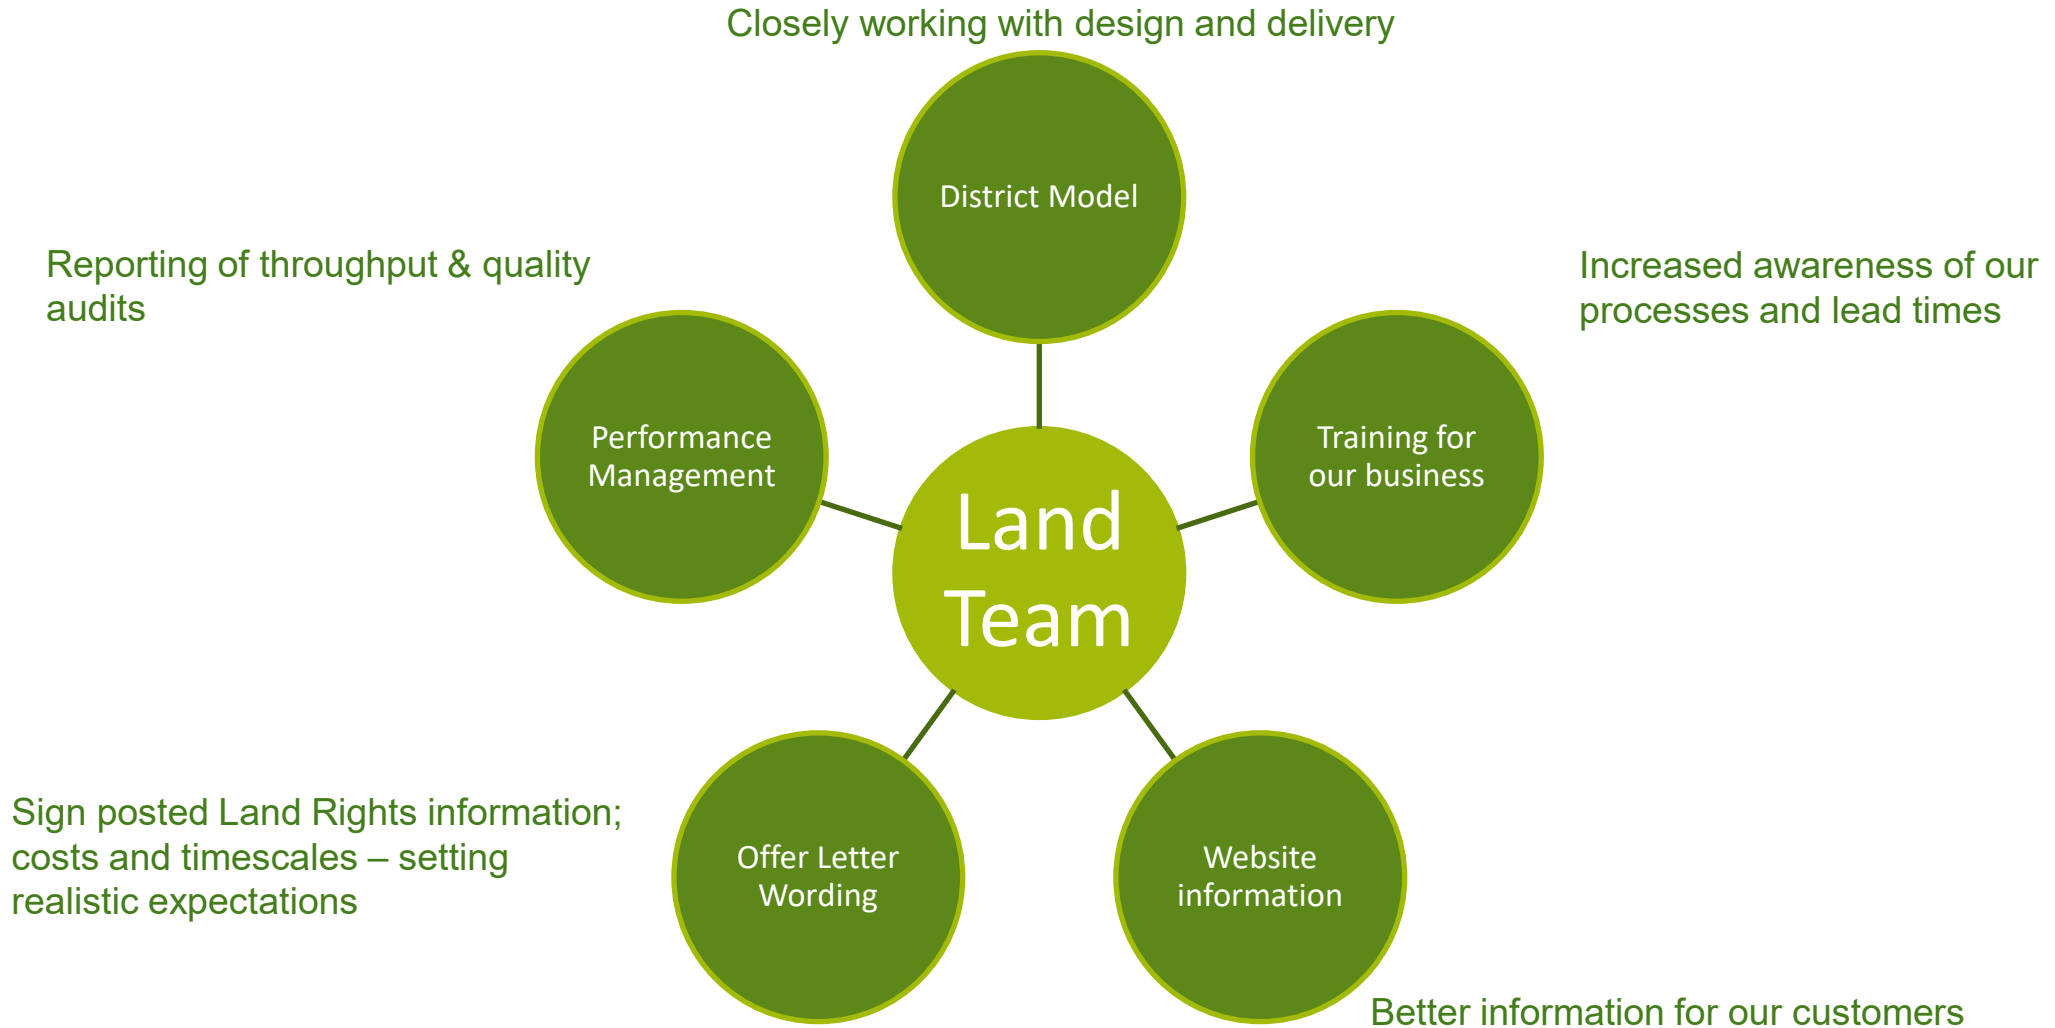 Closely working with design and delivery
District Model
Reporting of throughput & quality
audits
Increased awareness of our
processes and lead times
Performance
Management
Training for
our business
Land
Team
Sign posted Land Rights information;
costs and timescales – setting
realistic expectations
Offer Letter
Wording
Website
information
Better information for our customers